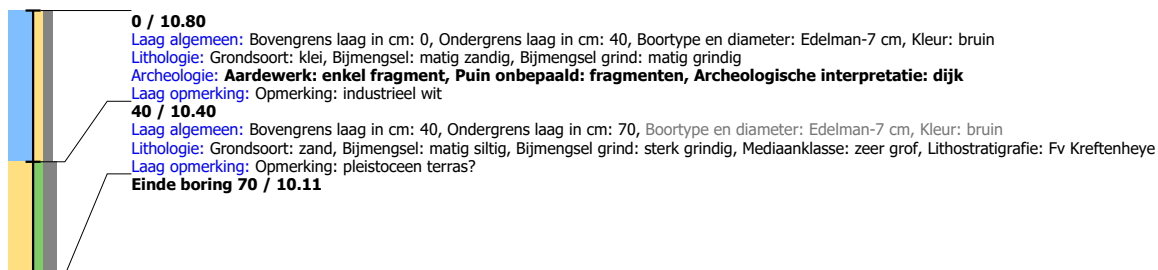 0 / 10.80
Laag algemeen: Bovengrens laag in cm: 0, Ondergrens laag in cm: 40, Boortype en diameter: Edelman-7 cm, Kleur: bruin
Lithologie: Grondsoort: klei, Bijmengsel: matig zandig, Bijmengsel grind: matig grindig
Archeologie: Aardewerk: enkel fragment, Puin onbepaald: fragmenten, Archeologische interpretatie: dijk
Laag opmerking: Opmerking: industrieel wit
40 / 10.40
Laag algemeen: Bovengrens laag in cm: 40, Ondergrens laag in cm: 70, Boortype en diameter: Edelman-7 cm, Kleur: bruin
Lithologie: Grondsoort: zand, Bijmengsel: matig siltig, Bijmengsel grind: sterk grindig, Mediaanklasse: zeer grof, Lithostratigrafie: Fv Kreftenheye
Laag opmerking: Opmerking: pleistoceen terras?
Einde boring 70 / 10.11